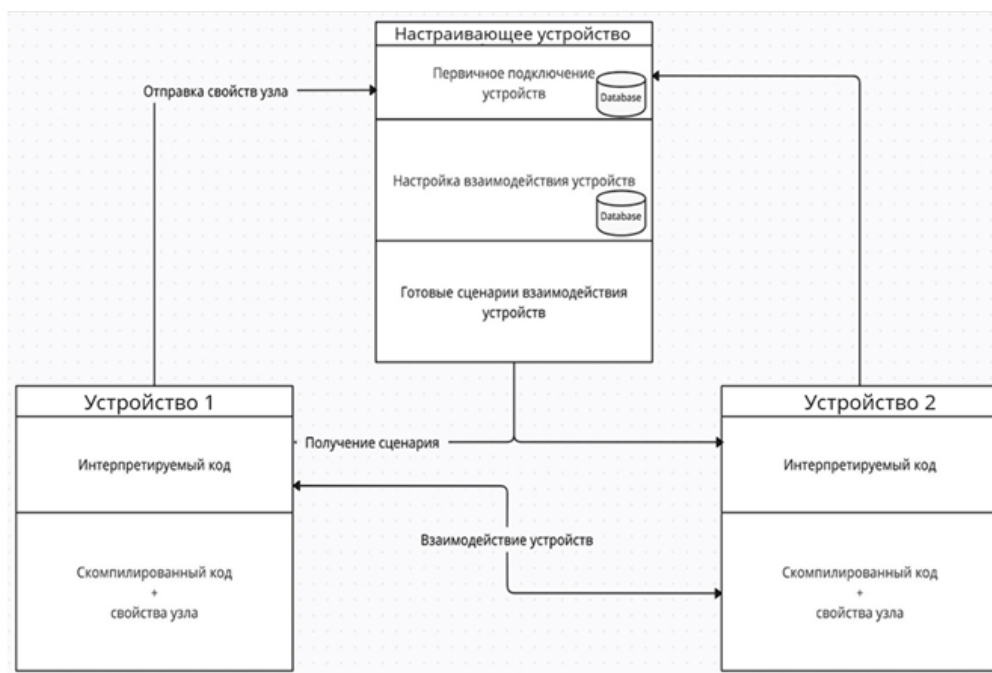 Настраивающее устройство
Первичное подключение
устройств
Database
Отправка свойств узла
Настройка взаимодействия устройств
Database
Готовые сценарии взаимодействия
устройств
Устройство 1
Интерпретируемый код
Скомпилированный код
+
свойства узла
Получение сценария
Взаимодействие устройств
Устройство 2
Интерпретируемый код
Скомпилированный код
+
свойства узла